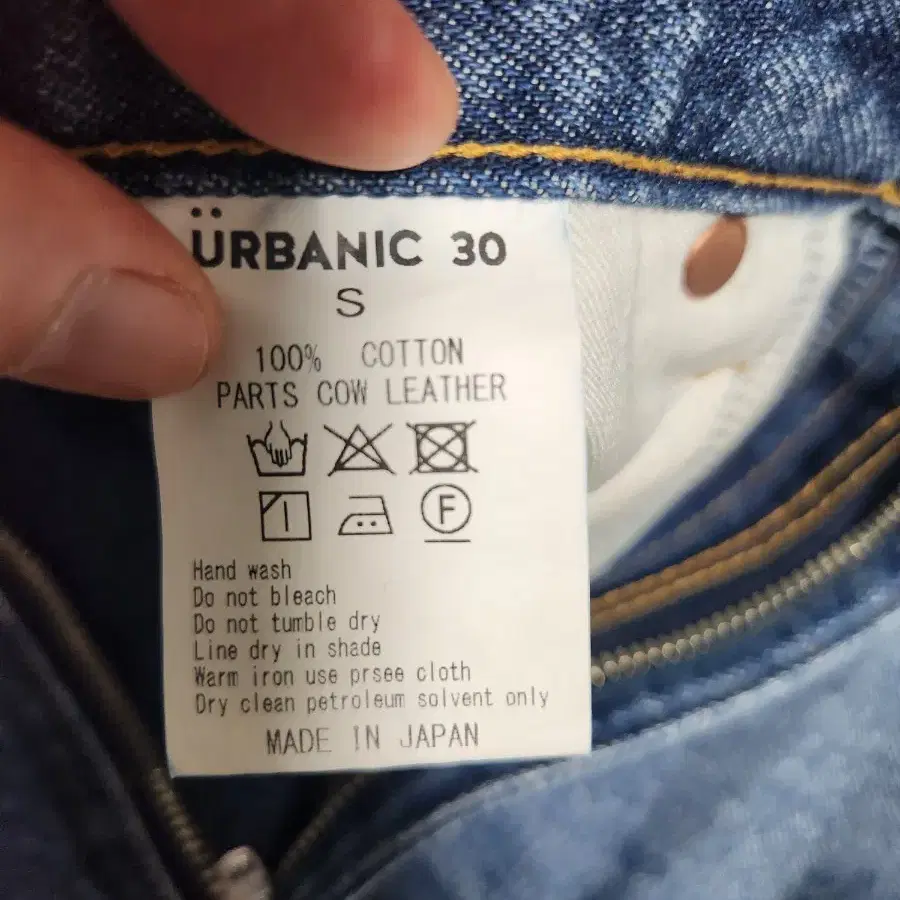 ÜRBANIC 30
S
100% COTTON
PARTS COW LEATHER
F
Hand wash
Do not bleach
Do not tumble dry
Line dry in shade
Warm iron use prsee cloth
Dry clean petroleum solvent only
MADE IN JAPAN